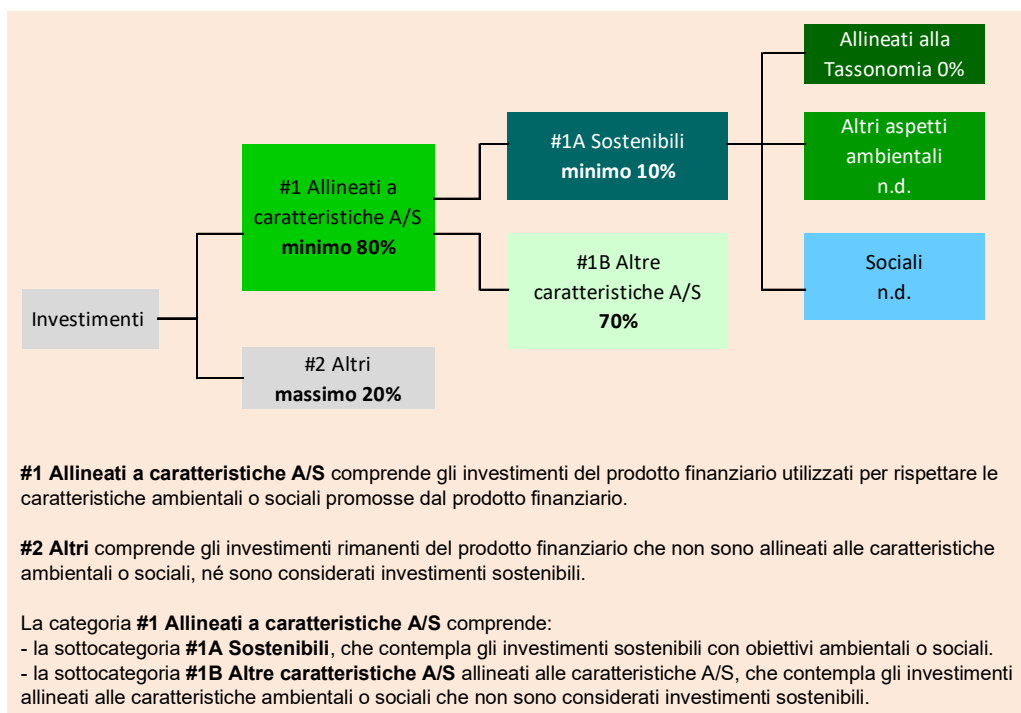 Allineati alla
Tassonomia 0%
#1A Sostenibili
minimo 10%
Altri aspetti
ambientali
n.d.
#1 Allineati a
caratteristiche A/S
minimo 80%
#1B Altre
caratteristiche A/S
70%
Sociali
n.d.
Investimenti
#2 Altri
massimo 20%
#1 Allineati a caratteristiche A/S comprende gli investimenti del prodotto finanziario utilizzati per rispettare le
caratteristiche ambientali o sociali promosse dal prodotto finanziario.
#2 Altri comprende gli investimenti rimanenti del prodotto finanziario che non sono allineati alle caratteristiche
ambientali o sociali, né sono considerati investimenti sostenibili.
La categoria #1 Allineati a caratteristiche A/S comprende:
- la sottocategoria #1A Sostenibili, che contempla gli investimenti sostenibili con obiettivi ambientali o sociali.
- la sottocategoria #1B Altre caratteristiche A/S allineati alle caratteristiche A/S, che contempla gli investimenti
allineati alle caratteristiche ambientali o sociali che non sono considerati investimenti sostenibili.